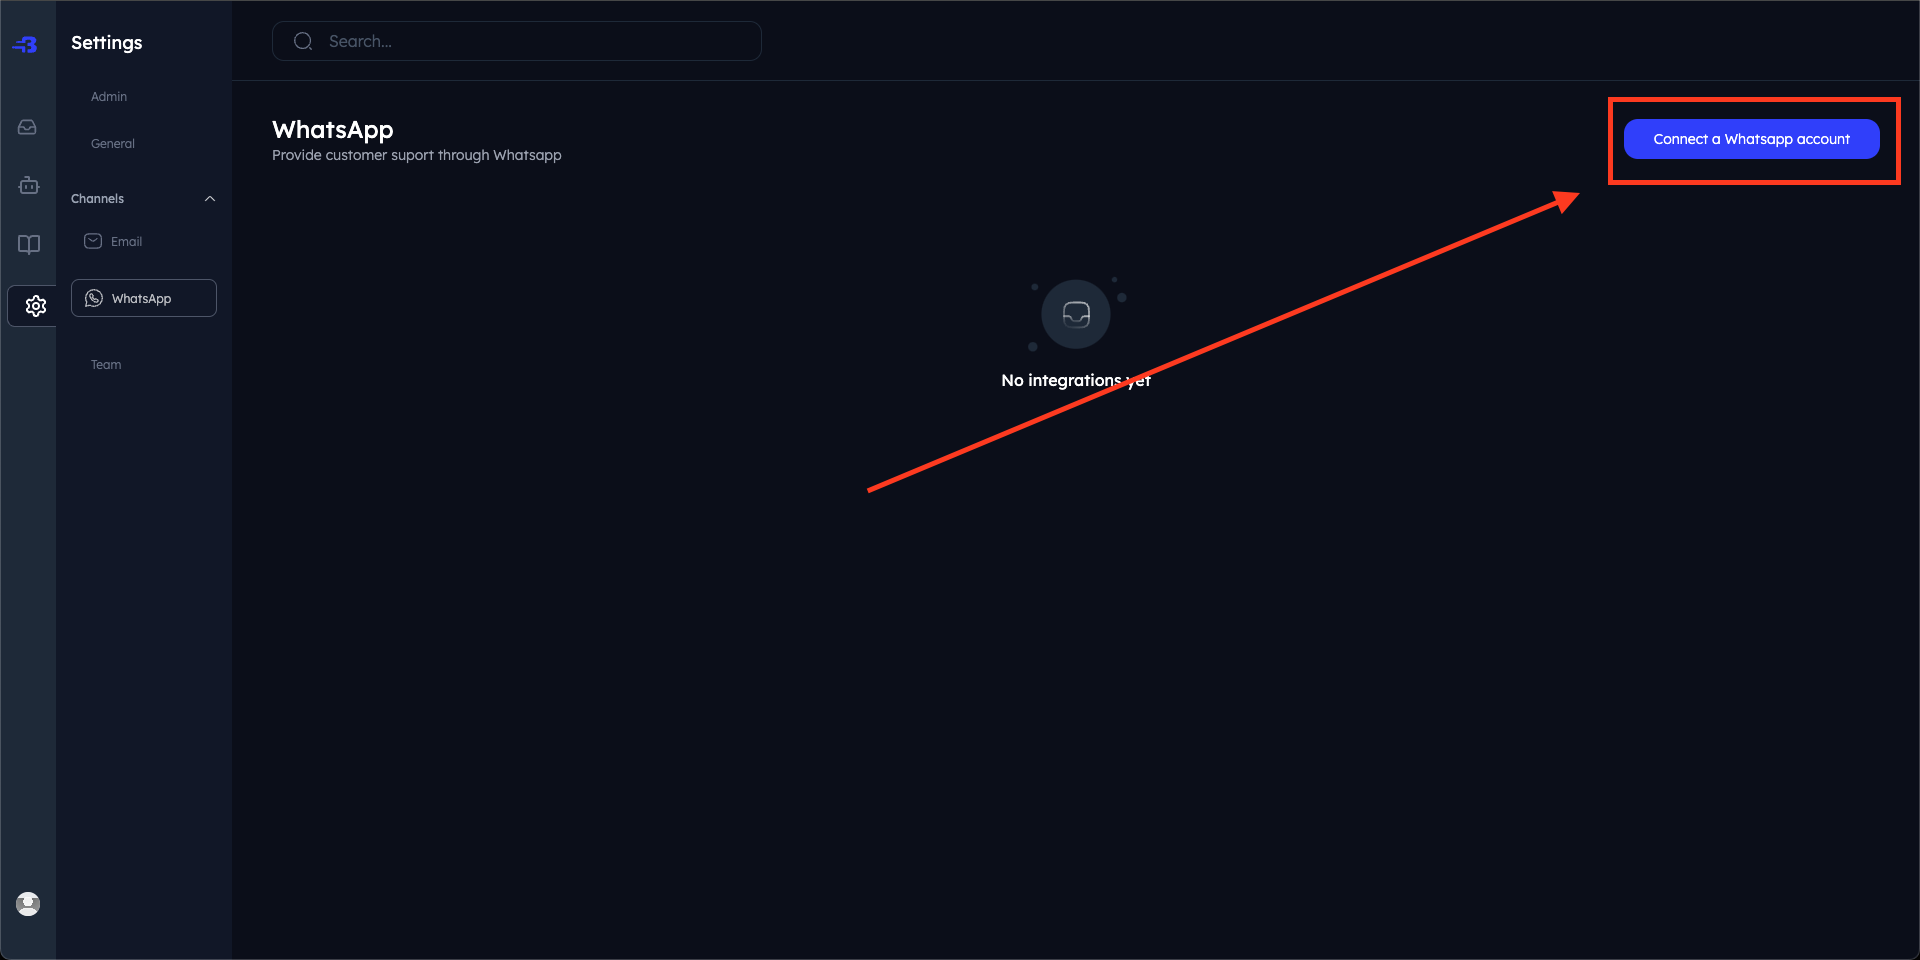 Settings
Admin
General
Channels
Email
WhatsApp
Team
Search...
WhatsApp
Provide customer suport through Whatsapp
Connect a Whatsapp account
No integrations yet